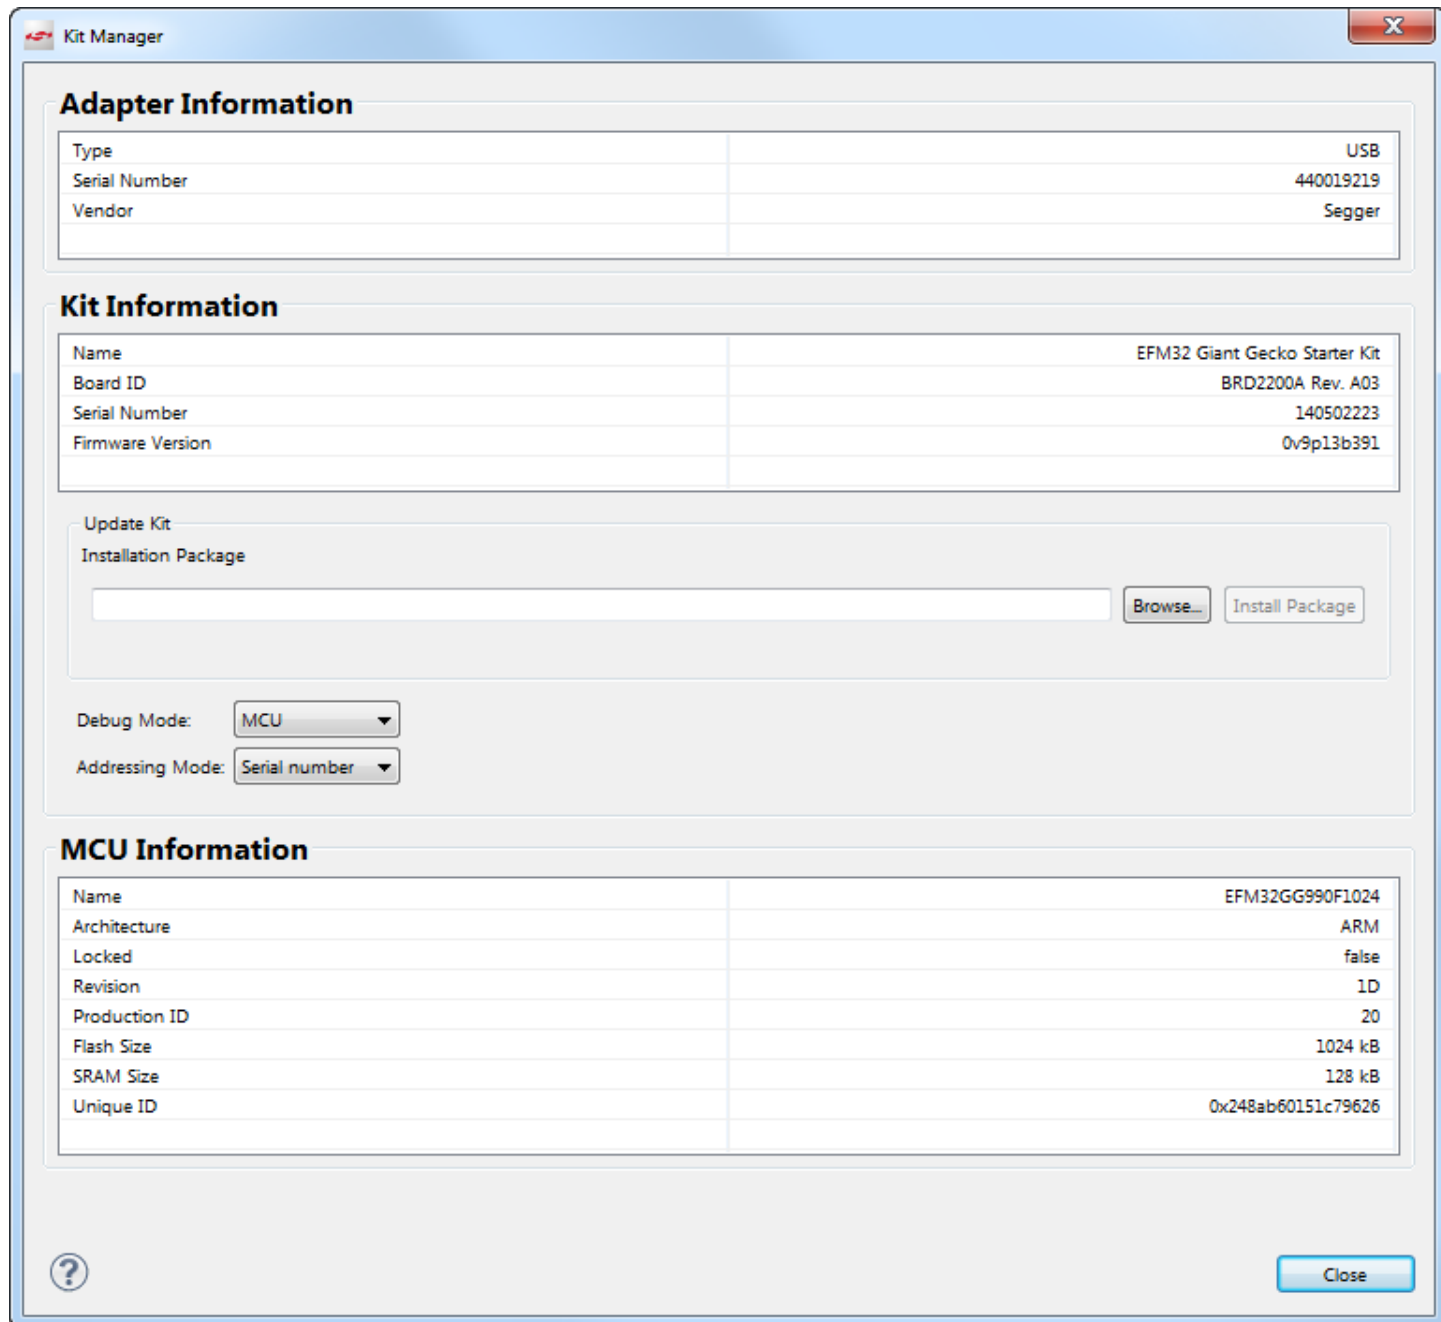 Kit Manager
X
Adapter Information
Type USB
Serial Number 440019219
Vendor Segger
Kit Information
Name EFM32 Giant Gecko Starter Kit
Board ID BRD2200A Rev. A03
Serial Number 140502223
Firmware Version 0v9p13b391
Update Kit
Installation Package
Browse... Install Package
Debug Mode: MCU
Addressing Mode: Serial number
MCU Information
Name EFM32GG990F1024
Architecture ARM
Locked false
Revision 1D
Production ID 20
Flash Size 1024 kB
SRAM Size 128 kB
Unique ID 0x248ab60151c79626
? Close